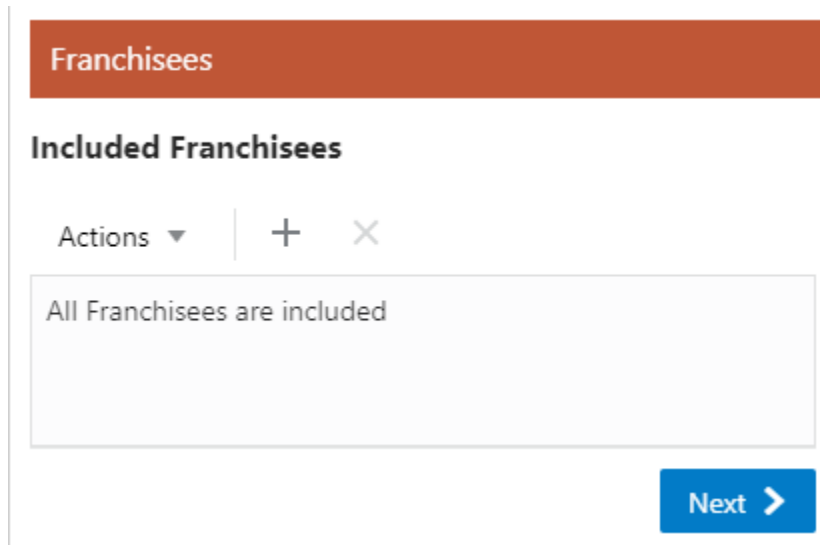 Franchisees
Included Franchisees
Actions
All Franchisees are included
Next